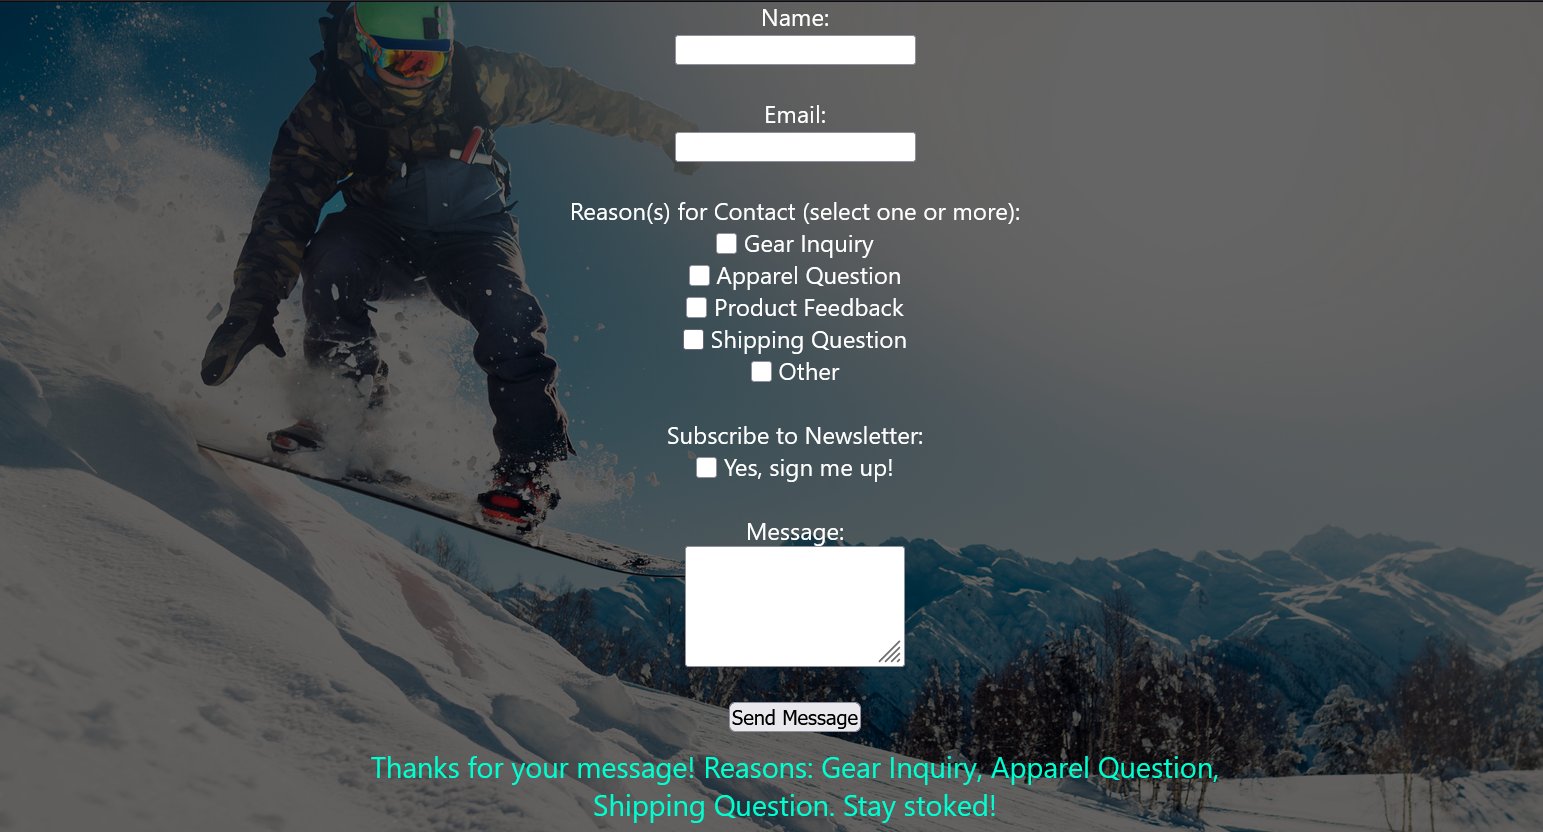 Name:
Email:
Reason(s) for Contact (select one or more):
Gear Inquiry
Apparel Question
Product Feedback
Shipping Question
Other
Subscribe to Newsletter:
Yes, sign me up!
Message:
Send Message
Thanks for your message! Reasons: Gear Inquiry, Apparel Question,
Shipping Question. Stay stoked!